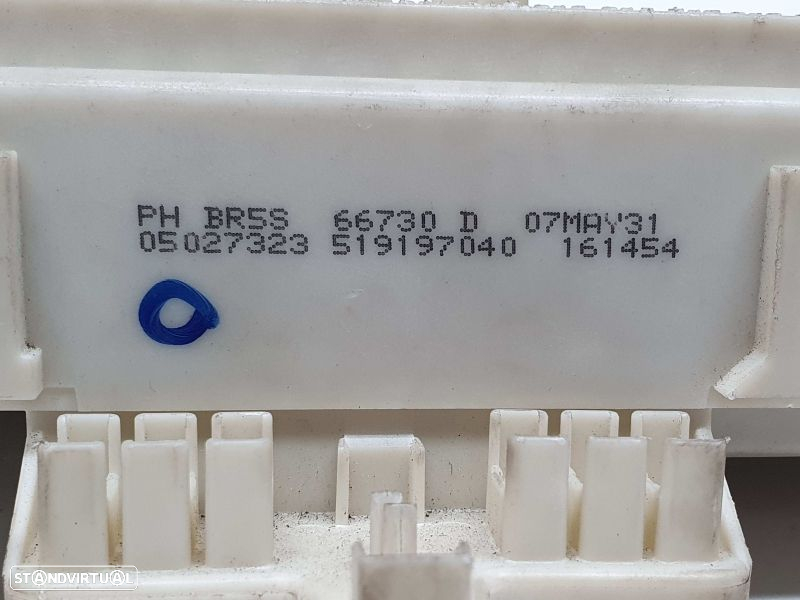 PH BR5S 66730 D 07MAY31
05027323 519197040 161454
STANDVIRTUAL